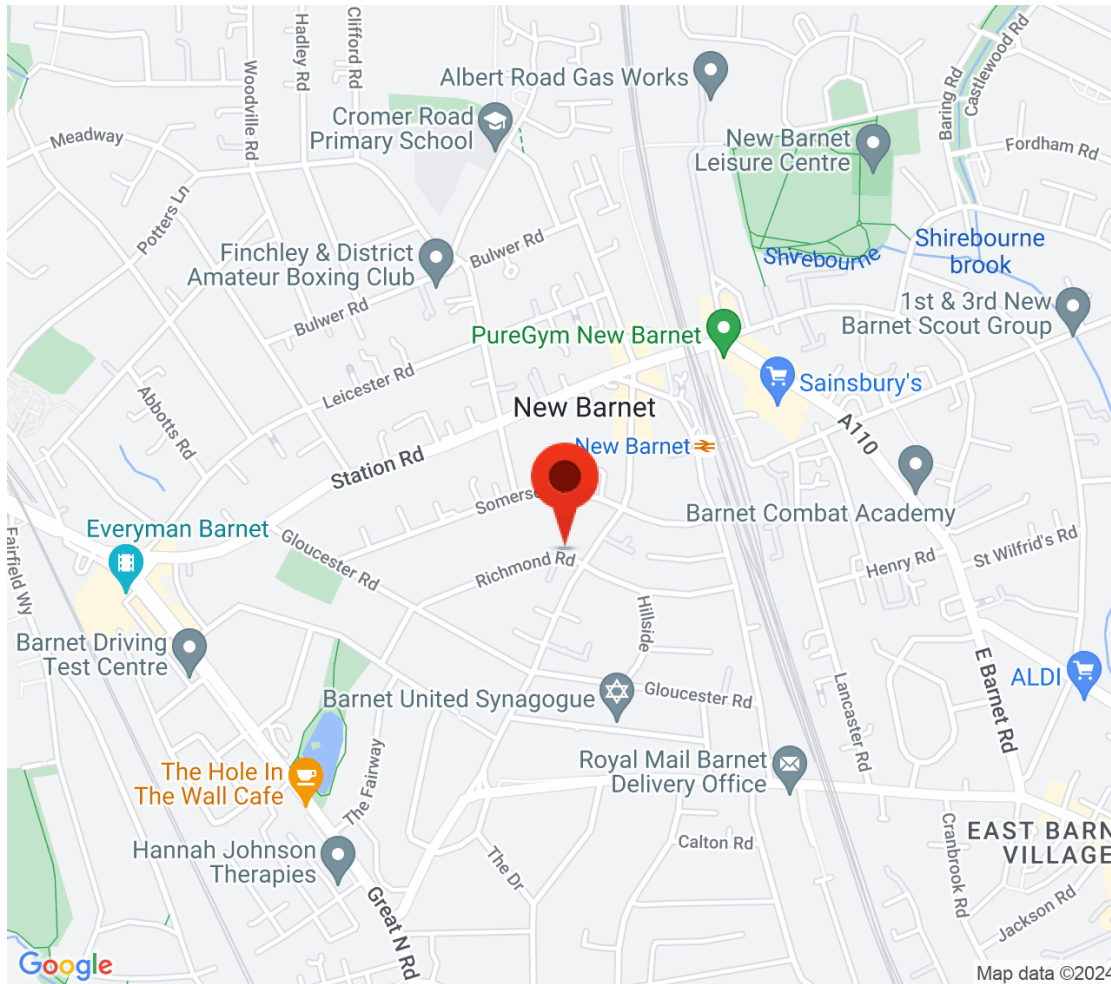 Hadley Rd
Clifford Rd
Woodville Rd
Meadway
Potters Ln
Albert Road Gas Works
Cromer Road
Primary School
New Barnet
Leisure Centre
Baring Rd
Castlewood Rd
Fordham Rd
Finchley & District
Amateur Boxing Club
Bulwer Rd
Bulwer Rd
Shirebourne
brook
1st & 3rd New
Barnet Scout Group
PureGym New Barnet
Leicester Rd
Abbotts Rd
Sainsbury's
New Barnet
A110
Station Rd
New Barnet
Barnet Combat Academy
Everyman Barnet
Fairfield Wy
Gloucester Rd
Richmond Rd
Henry Rd
St Wilfrid's Rd
Hillside
Barnet Driving
Test Centre
Barnet United Synagogue
Gloucester Rd
Lancaster Rd
E Barnet Rd
ALDI
Royal Mail Barnet
Delivery Office
The Hole In
The Wall Cafe
The Fairway
Hannah Johnson
Therapies
The Dr
Calton Rd
Cranbrook Rd
EAST BARN
VILLAGE
Jackson Rd
Great N Rd
Google
Map data ©2024